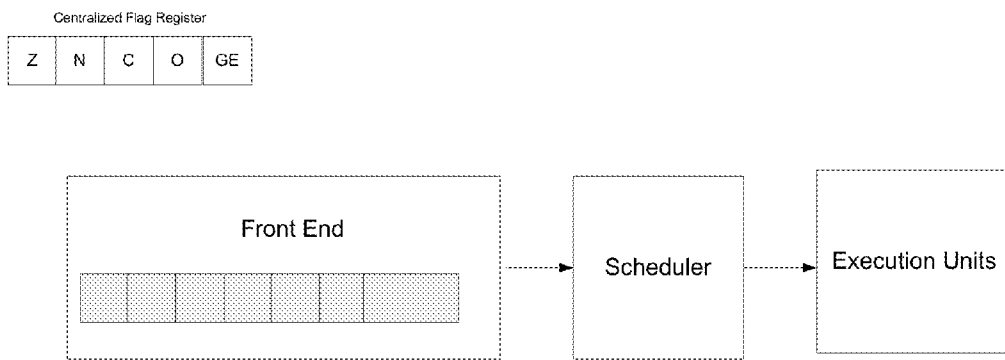 Centralized Flag Register
Z N C O GE
Front End
Scheduler
Execution Units